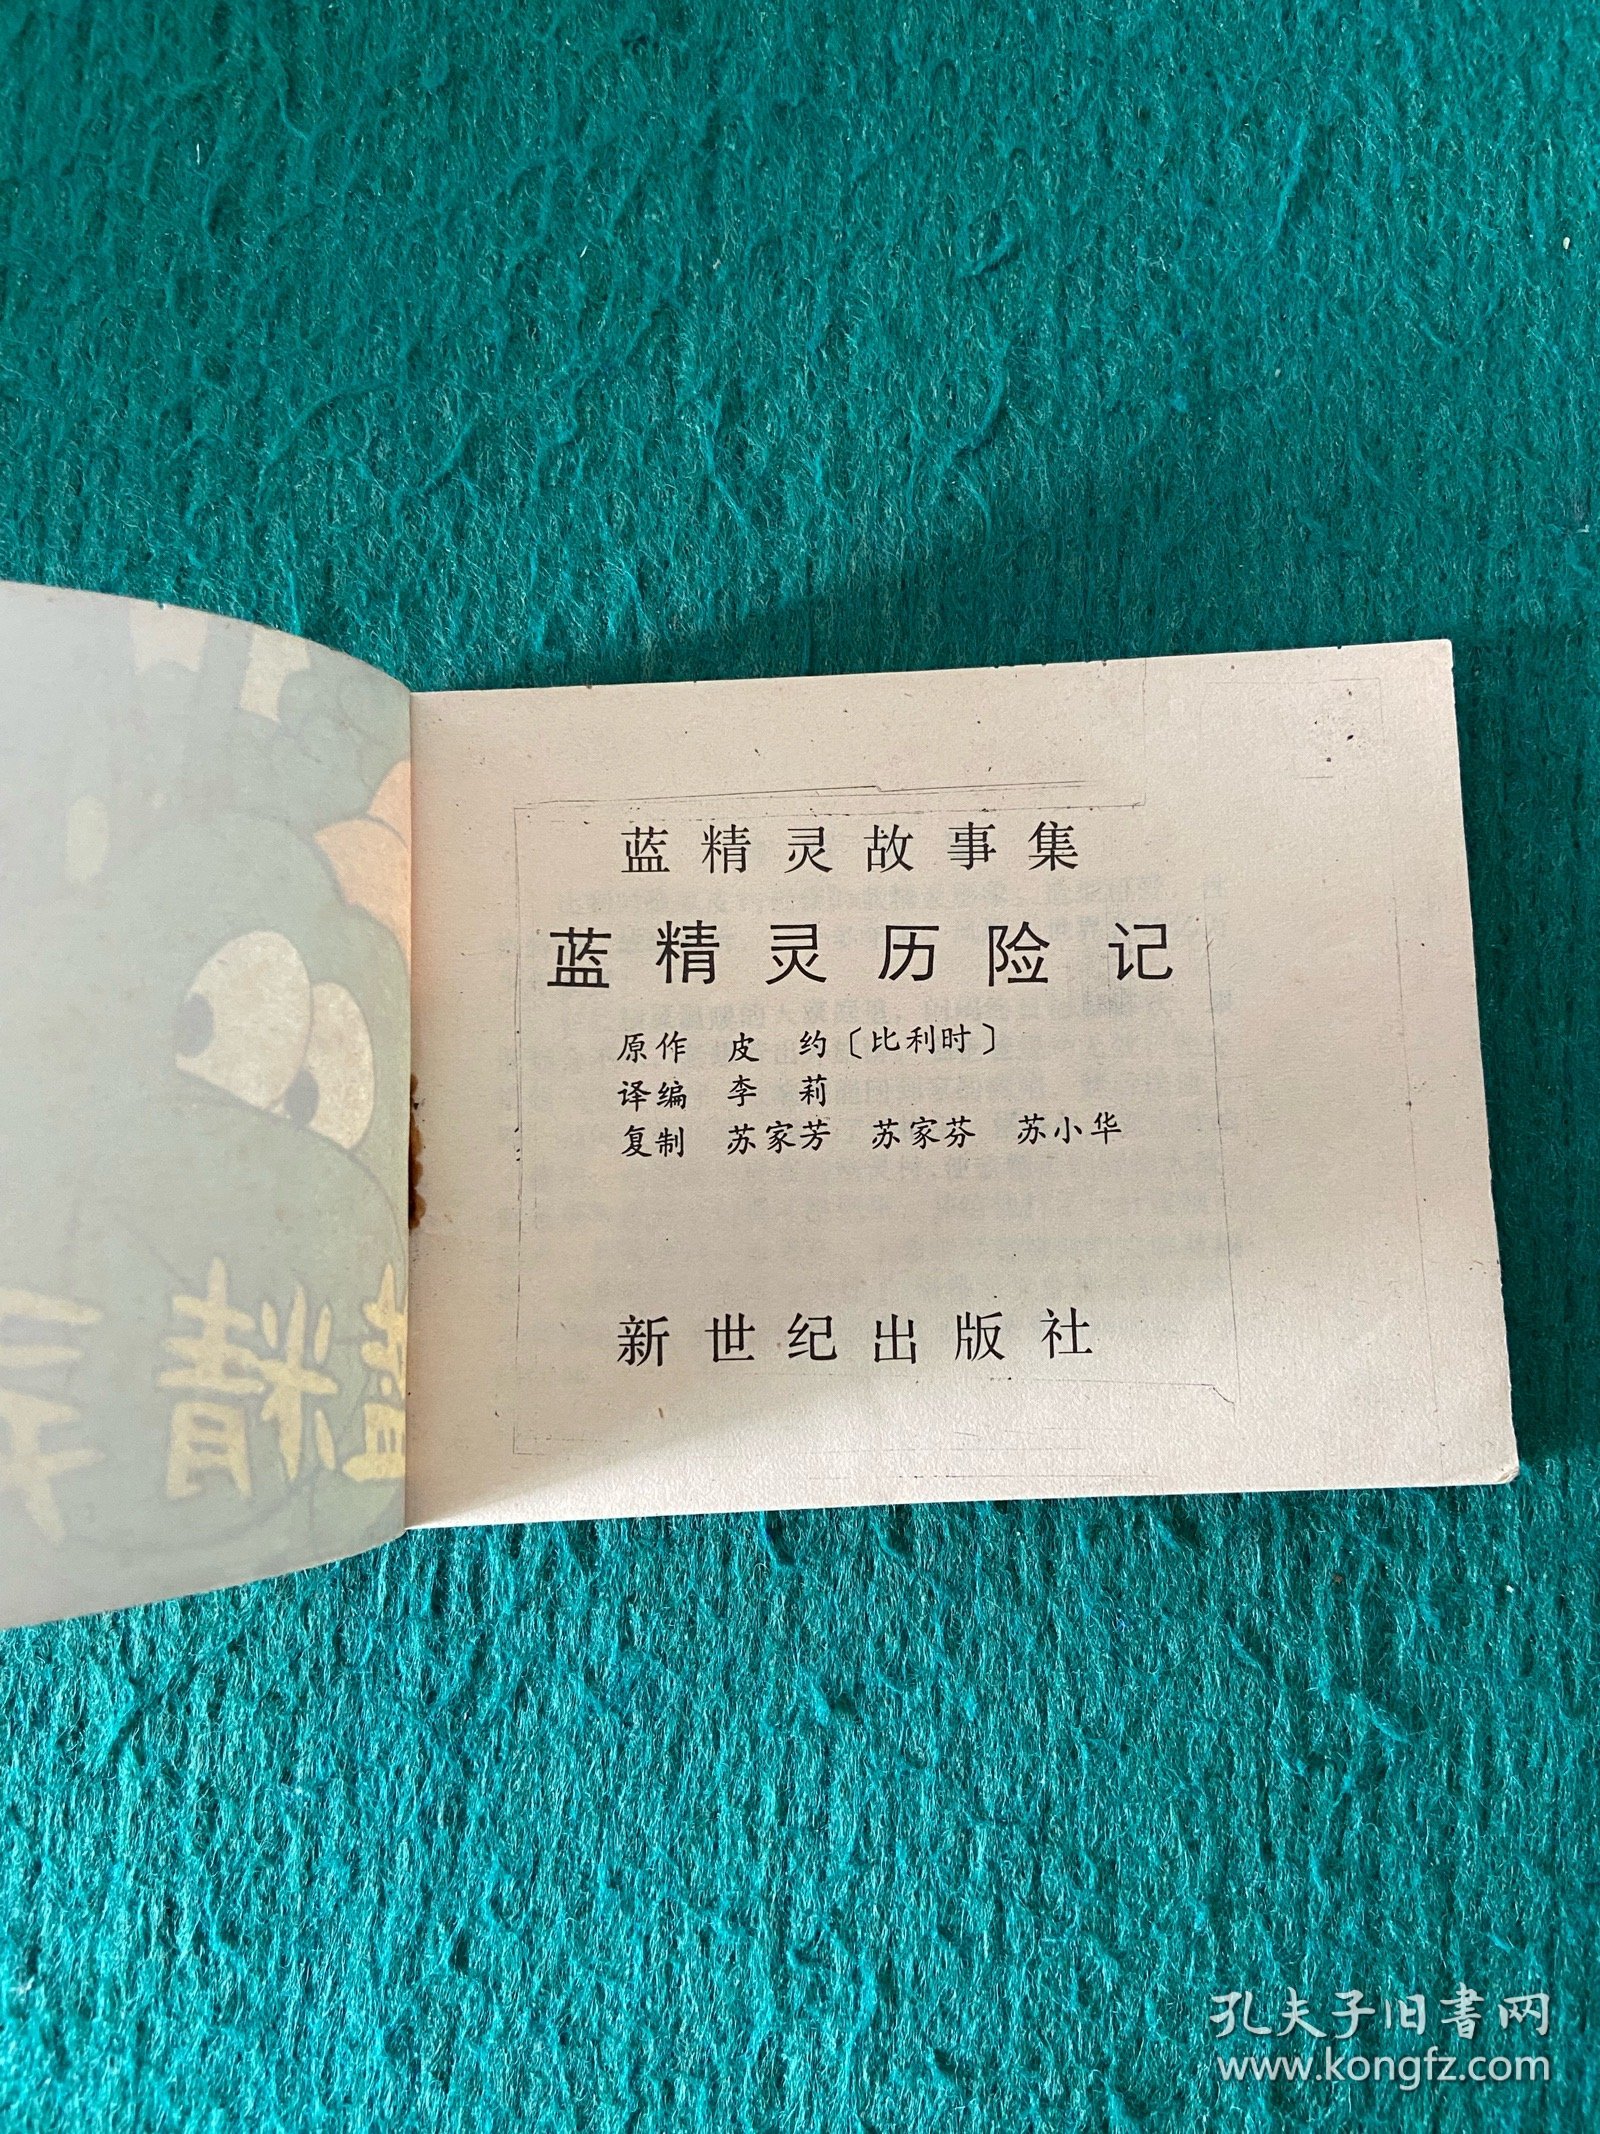 蓝精灵故事集
蓝精灵历险记
原作 皮 约〔比利时〕
译编 李 莉
复制 苏家芳 苏家芬 苏小华
新世纪出版社
孔夫子旧書网
www.kongfz.com